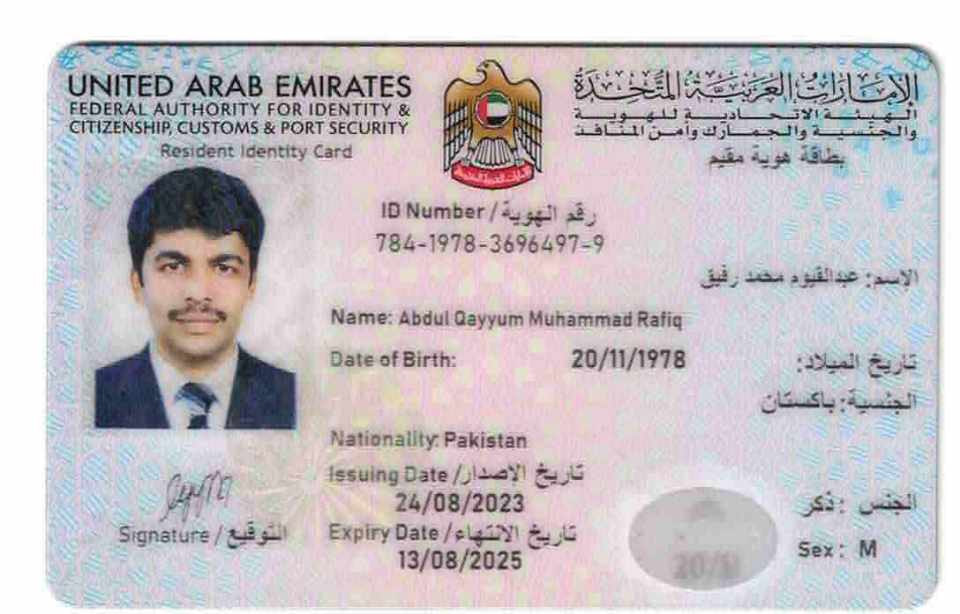 UNITED ARAB EMIRATES
FEDERAL AUTHORITY FOR IDENTITY &
CITIZENSHIP, CUSTOMS & PORT SECURITY
Resident Identity Card
الإمارات العربية المتحدة
الهيئة الاتحادية للهوية
والجنسية والجمارك وأمن المنافذ
بطاقة هوية مقيم
ID Number / رقم الهوية
784-1978-3696497-9
الإسم: عبدالقيوم محمد رفيق
Name: Abdul Qayyum Muhammad Rafiq
Date of Birth: 20/11/1978 تاريخ الميلاد:
الجنسية: باكستان
Nationality: Pakistan
Issuing Date / تاريخ الإصدار
24/08/2023
Expiry Date / تاريخ الانتهاء
13/08/2025
Signature / التوقيع
الجنس : ذكر
Sex: M